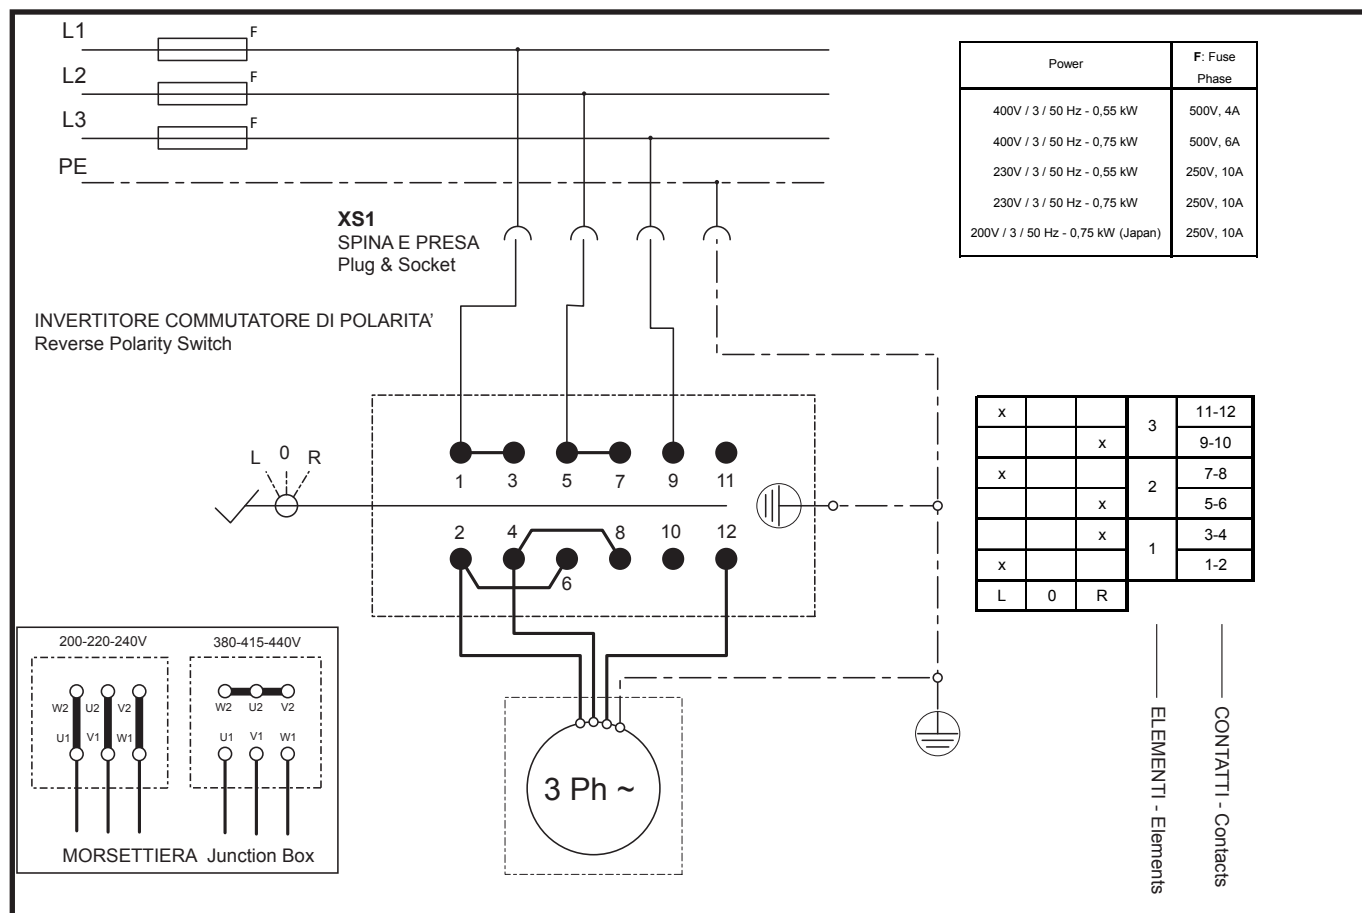 L1
F
L2
F
L3
F
PE
XS1
SPINA E PRESA
Plug & Socket
INVERTITORE COMMUTATORE DI POLARITA’
Reverse Polarity Switch
Power F: Fuse Phase
400V / 3 / 50 Hz - 0,55 kW 500V, 4A
400V / 3 / 50 Hz - 0,75 kW 500V, 6A
230V / 3 / 50 Hz - 0,55 kW 250V, 10A
230V / 3 / 50 Hz - 0,75 kW 250V, 10A
200V / 3 / 50 Hz - 0,75 kW (Japan) 250V, 10A
L 0 R
1 3 5 7 9 11
2 4 8 10 12
6
x 3 11-12
x 9-10
x 2 7-8
x 5-6
x 1 3-4
x 1-2
L 0 R
ELEMENTI - Elements
CONTATTI - Contacts
200-220-240V
W2 U2 V2
U1 V1 W1
380-415-440V
W2 U2 V2
U1 V1 W1
MORSETTIERA Junction Box
3 Ph ~